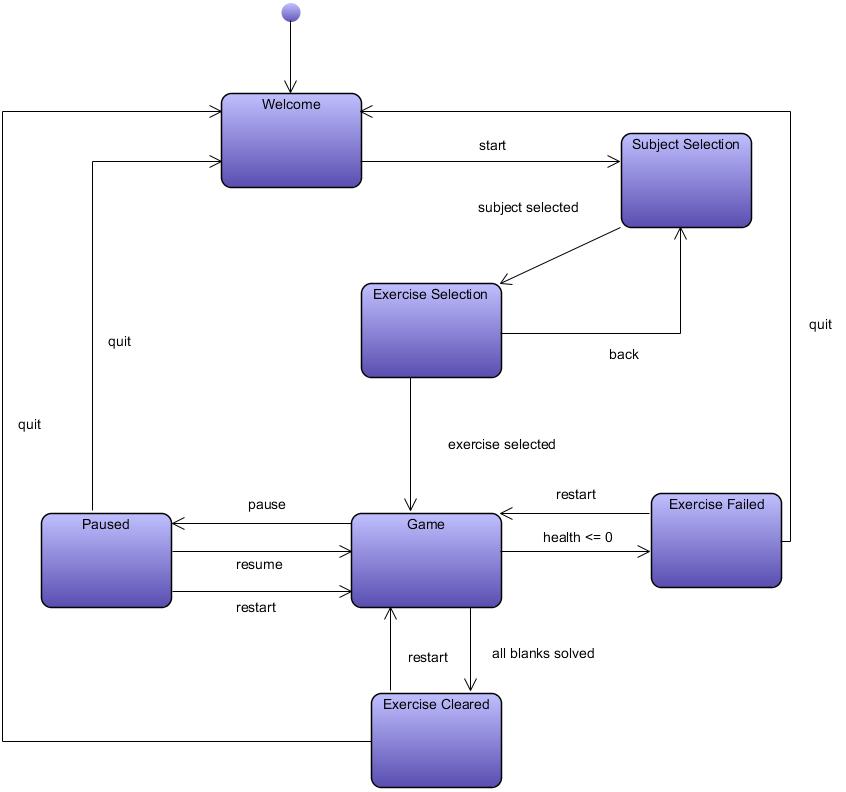 Welcome
start
Subject Selection
subject selected
Exercise Selection
quit
quit
back
quit
exercise selected
pause
restart
Exercise Failed
Paused
Game
health <= 0
resume
restart
restart
all blanks solved
Exercise Cleared